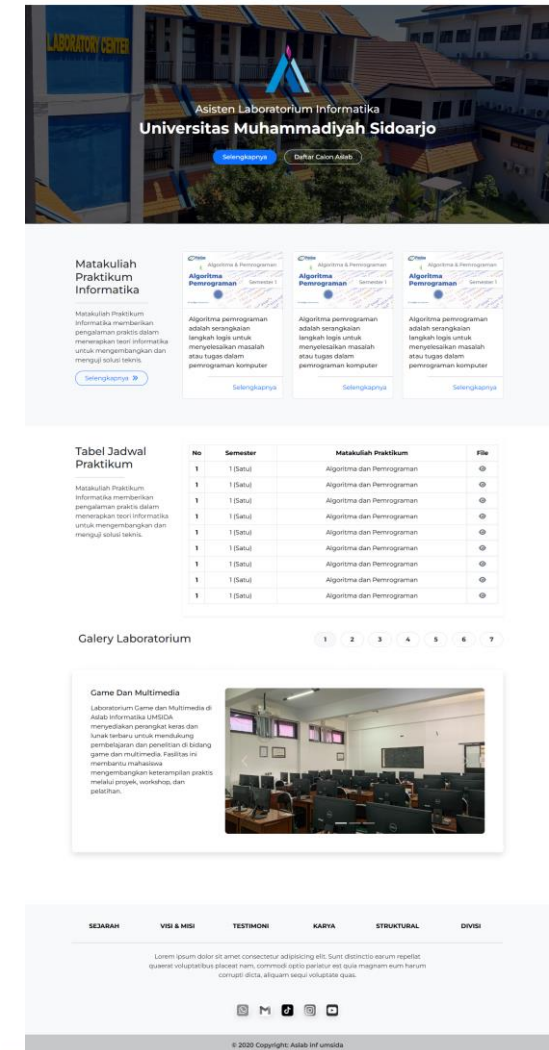 LABORATORY CENTER
Asisten Laboratorium Informatika
Universitas Muhammadiyah Sidoarjo
Selengkapnya
Daftar Calon Aslab
Matakuliah
Praktikum
Informatika
Matakuliah Praktikum
Informatika memberikan
pengalaman praktis dalam
menerapkan teori informatika
untuk mengembangkan dan
menguji solusi teknis.
Selengkapnya »
Algoritma & Pemrograman
Algoritma
Pemrograman
Semester 1
Algoritma pemrograman
adalah serangkaian
langkah logis untuk
menyelesaikan masalah
atau tugas dalam
pemrograman komputer
Selengkapnya
Algoritma & Pemrograman
Algoritma
Pemrograman
Semester 1
Algoritma pemrograman
adalah serangkaian
langkah logis untuk
menyelesaikan masalah
atau tugas dalam
pemrograman komputer
Selengkapnya
Algoritma & Pemrograman
Algoritma
Pemrograman
Semester 1
Algoritma pemrograman
adalah serangkaian
langkah logis untuk
menyelesaikan masalah
atau tugas dalam
pemrograman komputer
Selengkapnya
Tabel Jadwal
Praktikum
Matakuliah Praktikum
Informatika memberikan
pengalaman praktis dalam
menerapkan teori informatika
untuk mengembangkan dan
menguji solusi teknis.
No Semester Matakuliah Praktikum File
1 1 (Satu) Algoritma dan Pemrograman
1 1 (Satu) Algoritma dan Pemrograman
1 1 (Satu) Algoritma dan Pemrograman
1 1 (Satu) Algoritma dan Pemrograman
1 1 (Satu) Algoritma dan Pemrograman
1 1 (Satu) Algoritma dan Pemrograman
1 1 (Satu) Algoritma dan Pemrograman
1 1 (Satu) Algoritma dan Pemrograman
1 1 (Satu) Algoritma dan Pemrograman
Galery Laboratorium
1 2 3 4 5 6 7
Game Dan Multimedia
Laboratorium Game dan Multimedia di
Aslab Informatika UMSIDA
menyediakan perangkat keras dan
lunak terbaru untuk mendukung
pembelajaran dan penelitian di bidang
game dan multimedia. Fasilitas ini
membantu mahasiswa
mengembangkan keterampilan praktis
melalui proyek, workshop, dan
pelatihan.
SEJARAH VISI & MISI TESTIMONI KARYA STRUKTURAL DIVISI
Lorem ipsum dolor sit amet consectetur adipisicing elit. Sunt distinctio earum repellat
quaerat voluptatibus placeat nam, commodi optio pariatur est quia magnam eum harum
corrupti dicta, aliquam sequi voluptate quas.
© 2020 Copyright: Aslab inf umsida